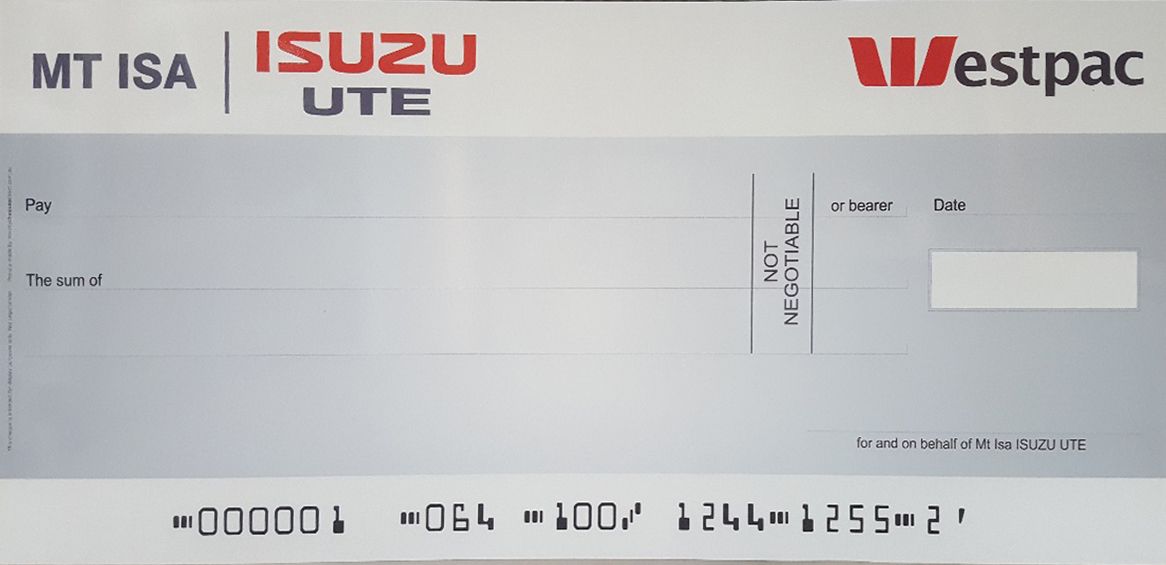 MT ISA
ISUZU
UTE
Westpac
Pay
or bearer
Date
The sum of
NOT
NEGOTIABLE
for and on behalf of Mt Isa ISUZU UTE
⑈000001 ⑈064 ⑈100⑆ 1244⑈1255⑈2